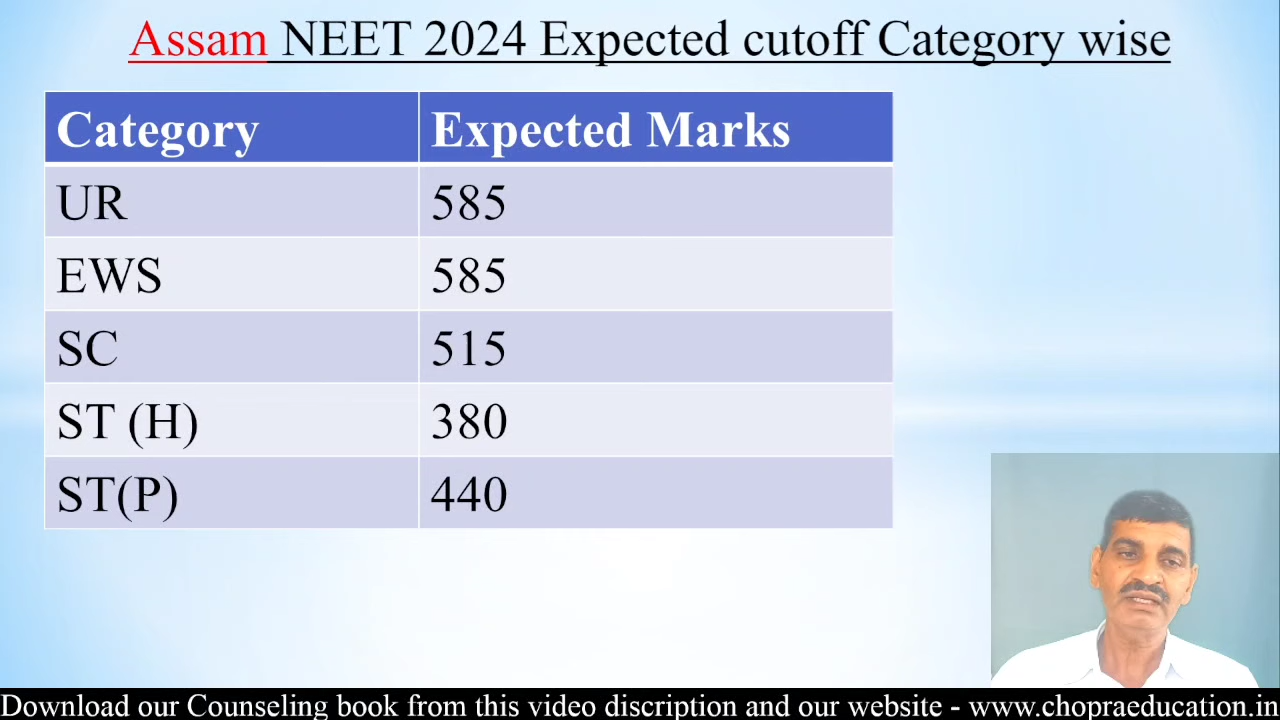 Assam NEET 2024 Expected cutoff Category wise
Category Expected Marks
UR 585
EWS 585
SC 515
ST (H) 380
ST(P) 440
Download our Counseling book from this video discription and our website - www.chopraeducation.in